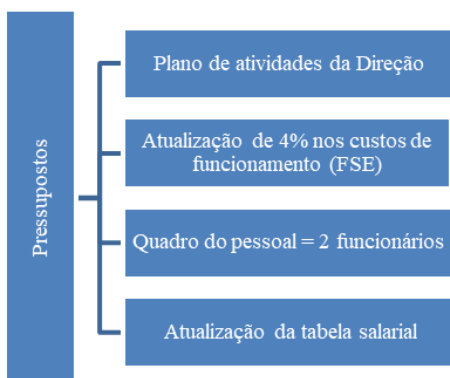 Pressupostos
Plano de atividades da Direção
Atualização de 4% nos custos de
funcionamento (FSE)
Quadro do pessoal = 2 funcionários
Atualização da tabela salarial